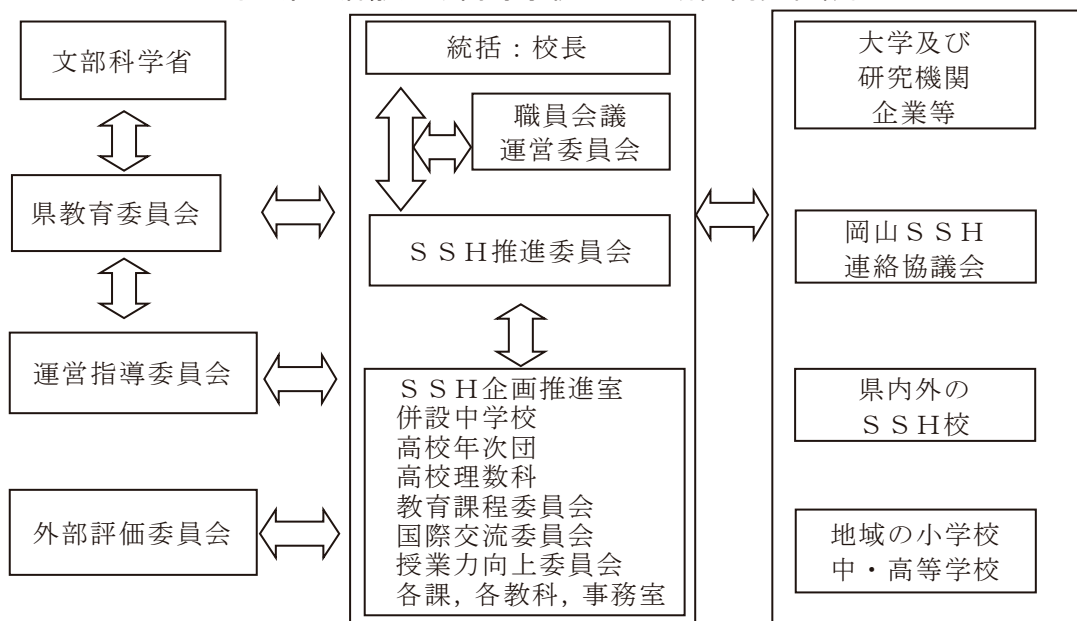 文部科学省
県教育委員会
運営指導委員会
外部評価委員会
統括：校長
職員会議
運営委員会
ＳＳＨ推進委員会
ＳＳＨ企画推進室
併設中学校
高校年次団
高校理数科
教育課程委員会
国際交流委員会
授業力向上委員会
各課，各教科，事務室
大学及び
研究機関
企業等
岡山ＳＳＨ
連絡協議会
県内外の
ＳＳＨ校
地域の小学校
中・高等学校